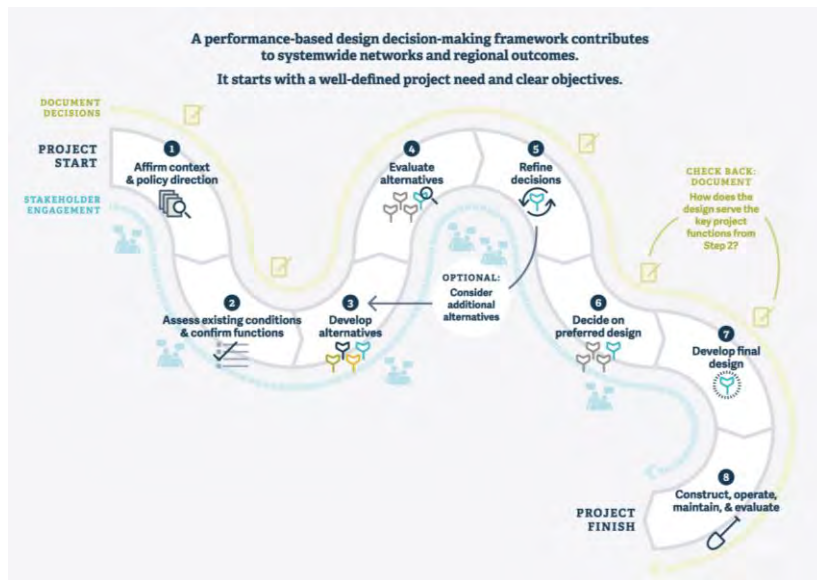 A performance-based design decision-making framework contributes
to systemwide networks and regional outcomes.
It starts with a well-defined project need and clear objectives.
DOCUMENT
DECISIONS
PROJECT
START
STAKEHOLDER
ENGAGEMENT
1
Affirm context
& policy direction
2
Assess existing conditions
& confirm functions
3
Develop
alternatives
4
Evaluate
alternatives
5
Refine
decisions
OPTIONAL:
Consider
additional
alternatives
CHECK BACK:
DOCUMENT
How does the
design serve the
key project
functions from
Step 2?
6
Decide on
preferred design
7
Develop final
design
8
Construct, operate,
maintain, & evaluate
PROJECT
FINISH